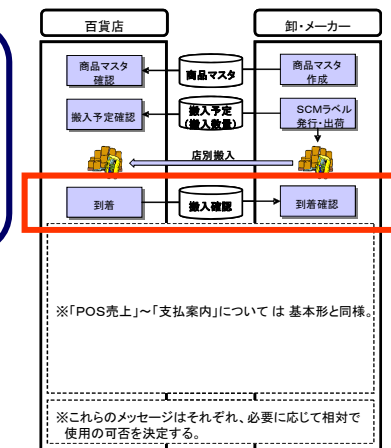 百貨店
卸・メーカー
商品マスタ
確認
商品マスタ
商品マスタ
作成
搬入予定確認
搬入予定
(搬入数量)
SCMラベル
発行・出荷
店別搬入
到着
搬入確認
到着確認
※「POS売上」~「支払案内」については基本形と同様。
※これらのメッセージはそれぞれ、必要に応じて相対で
使用の可否を決定する。